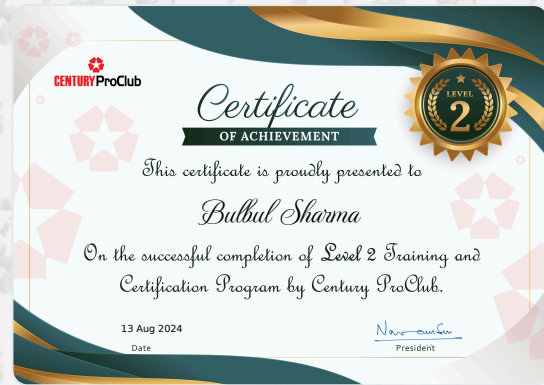 CENTURY ProClub
LEVEL
2
Certificate
OF ACHIEVEMENT
This certificate is proudly presented to
Bulbul Sharma
On the successful completion of Level 2 Training and
Certification Program by Century ProClub.
13 Aug 2024
Date
President